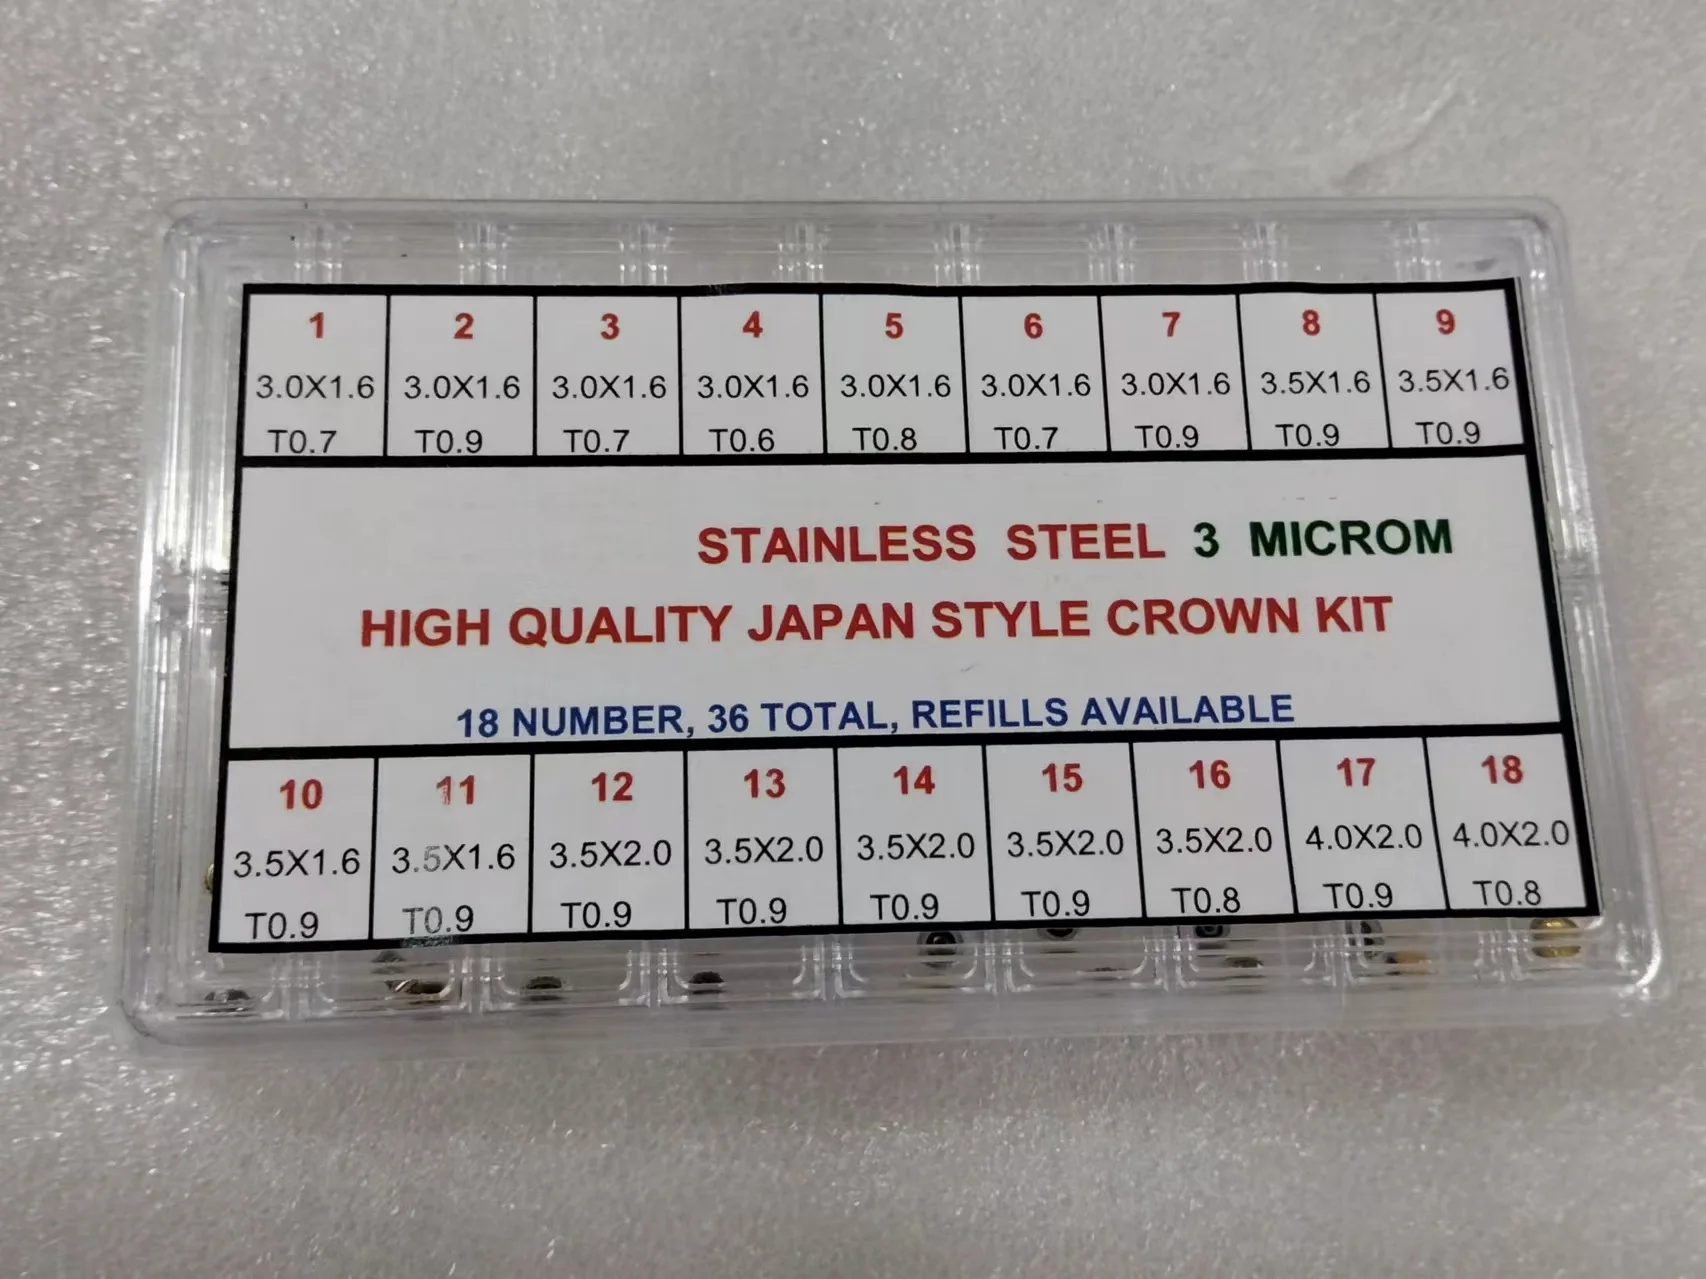 1 2 3 4 5 6 7 8 9
3.0X1.6 3.0X1.6 3.0X1.6 3.0X1.6 3.0X1.6 3.0X1.6 3.0X1.6 3.5X1.6 3.5X1.6
T0.7 T0.9 T0.7 T0.6 T0.8 T0.7 T0.9 T0.9 T0.9
STAINLESS STEEL 3 MICROM
HIGH QUALITY JAPAN STYLE CROWN KIT
18 NUMBER, 36 TOTAL, REFILLS AVAILABLE
10 11 12 13 14 15 16 17 18
3.5X1.6 3.5X1.6 3.5X2.0 3.5X2.0 3.5X2.0 3.5X2.0 3.5X2.0 4.0X2.0 4.0X2.0
T0.9 T0.9 T0.9 T0.9 T0.9 T0.9 T0.8 T0.9 T0.8